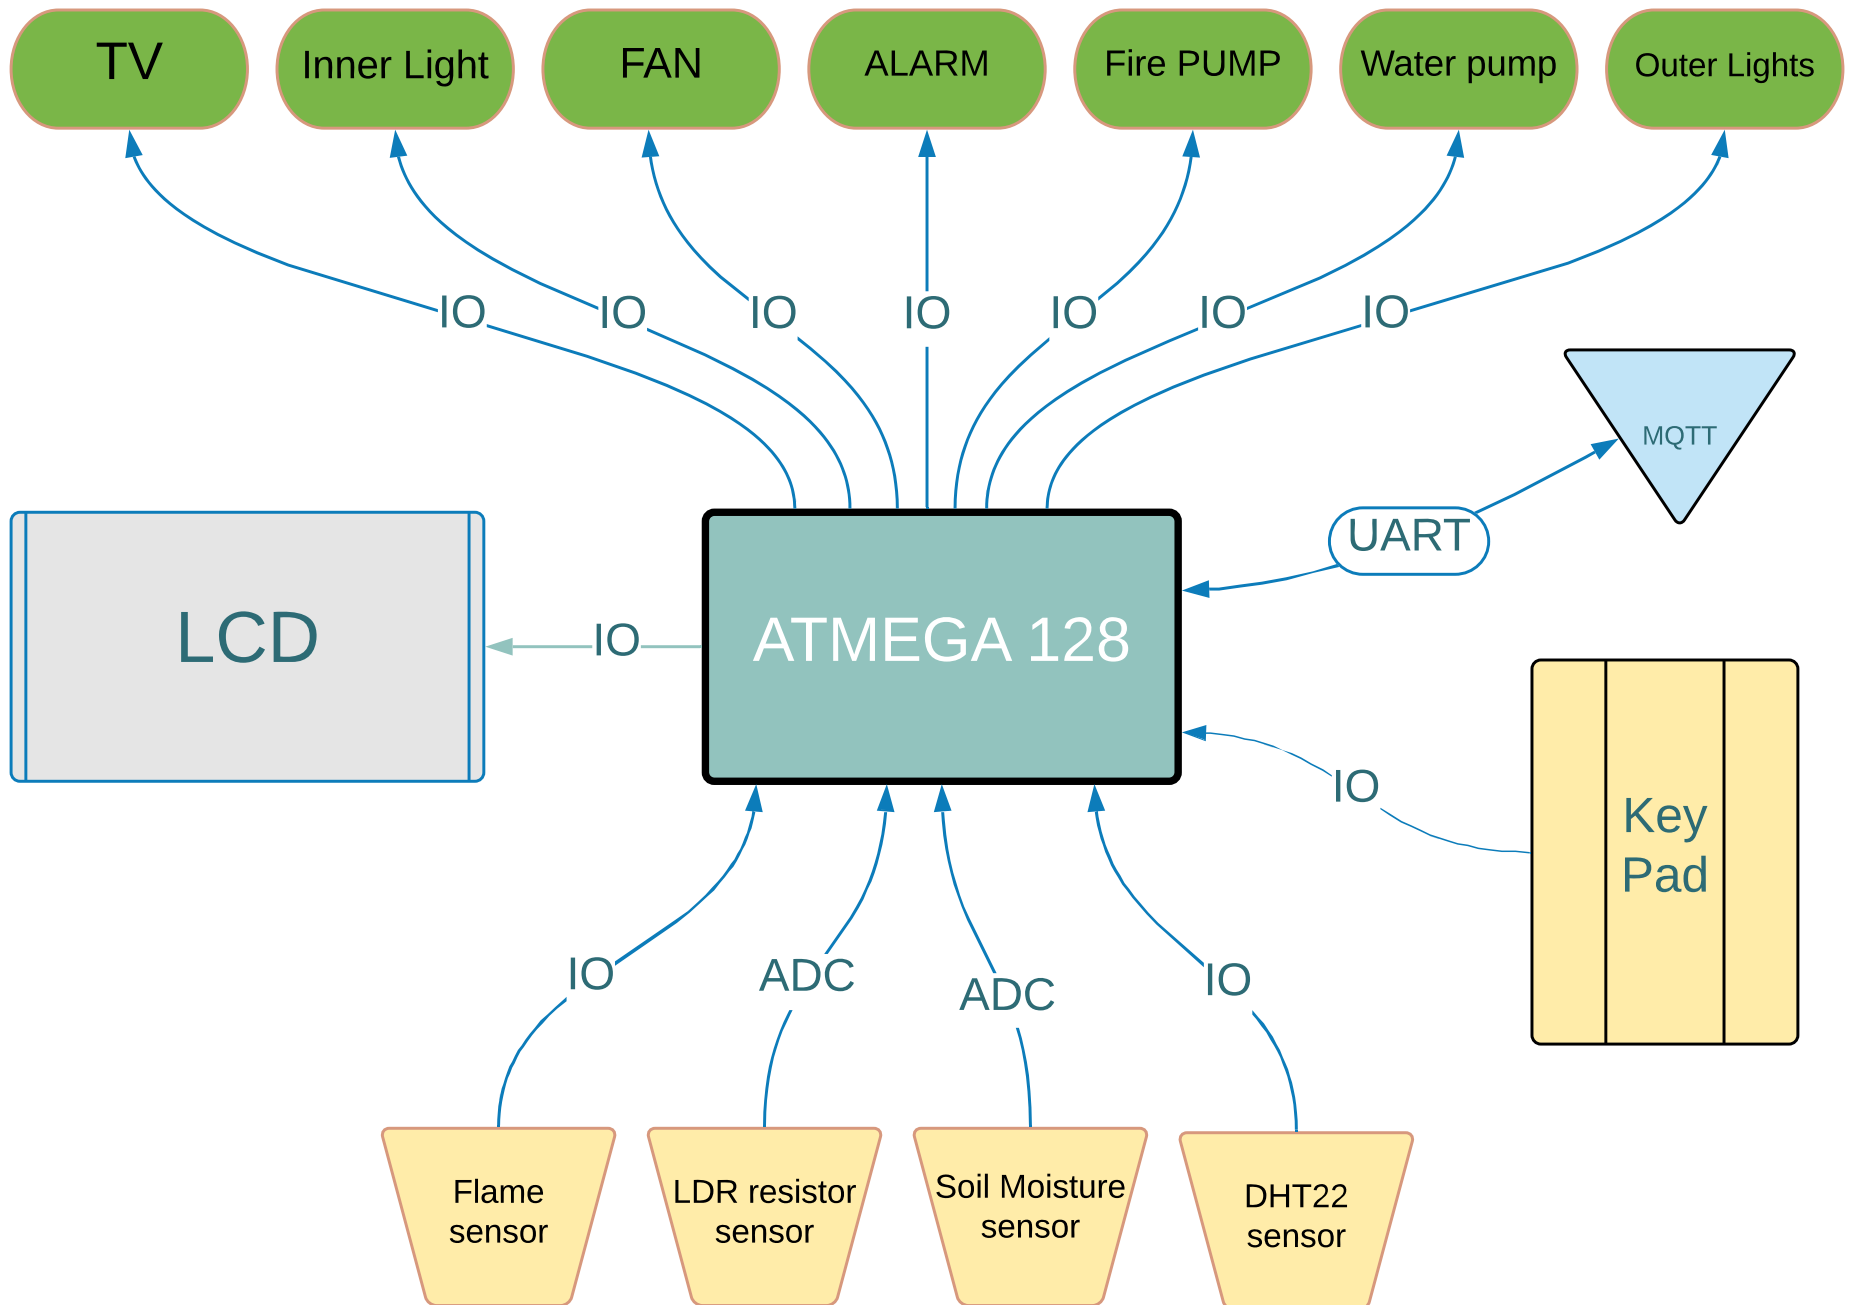 TV
Inner Light
FAN
ALARM
Fire PUMP
Water pump
Outer Lights
IO
IO
IO
IO
IO
IO
IO
MQTT
UART
LCD
IO
ATMEGA 128
IO
Key
Pad
IO
ADC
ADC
IO
Flame
sensor
LDR resistor
sensor
Soil Moisture
sensor
DHT22
sensor